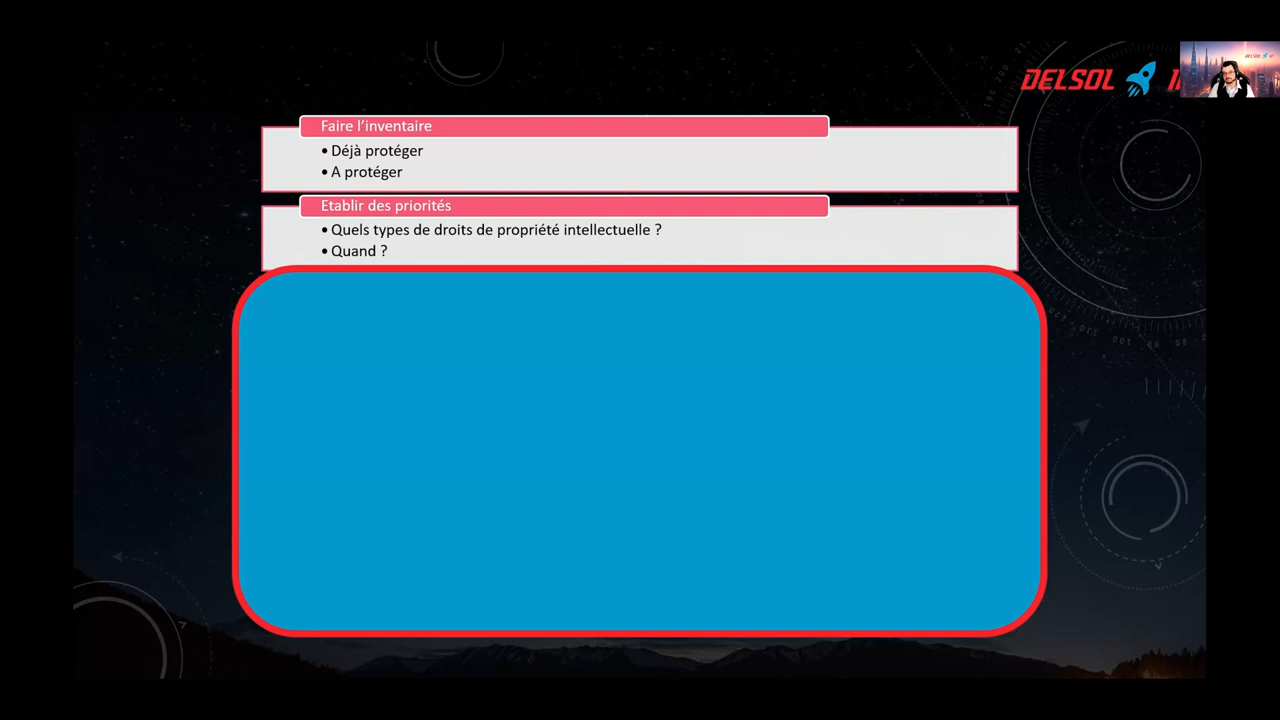 DELSOL
Faire l'inventaire
• Déjà protéger
• A protéger
Etablir des priorités
• Quels types de droits de propriété intellectuelle ?
• Quand ?